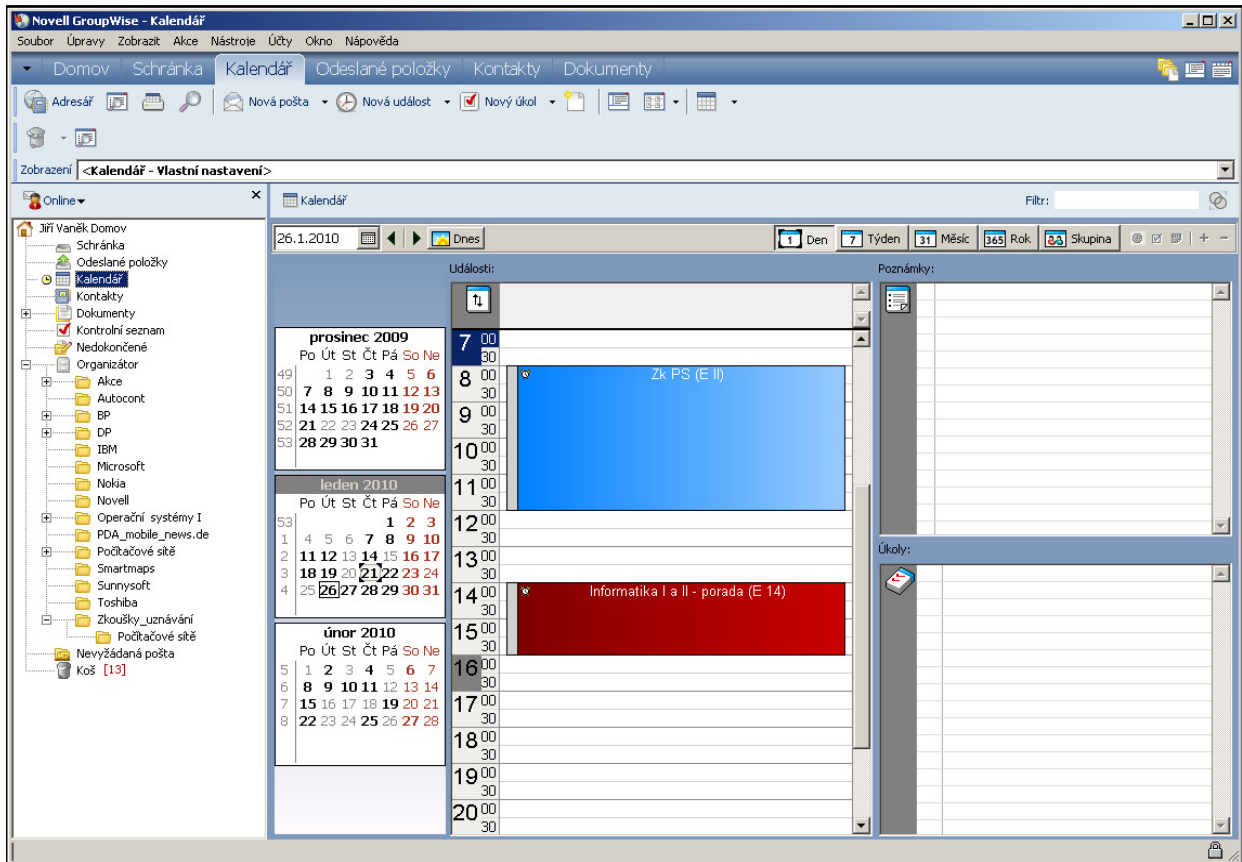 Novell GroupWise - Kalendář
Soubor Úpravy Zobrazit Akce Nástroje Účty Okno Nápověda
Domov Schránka Kalendář Odeslané položky Kontakty Dokumenty
Adresář Nová pošta Nová událost Nový úkol
Zobrazení <Kalendář - Vlastní nastavení>
Online
Kalendář Filtr:
Jiří Vaněk Domov
Schránka
Odeslané položky
Kalendář
Kontakty
Dokumenty
Kontrolní seznam
Nedokončené
Organizátor
Akce
Autocont
BP
DP
IBM
Microsoft
Nokia
Novell
Operační systémy I
PDA_mobile_news.de
Počítačové sítě
Smartmaps
Sunnysoft
Toshiba
Zkoušky_uznávání
Počítačové sítě
Nevyžádaná pošta
Koš [13]
26.1.2010 Dnes 1 Den 7 Týden 31 Měsíc 365 Rok Skupina
prosinec 2009
Po Út St Čt Pá So Ne
49 1 2 3 4 5 6
50 7 8 9 10 11 12 13
51 14 15 16 17 18 19 20
52 21 22 23 24 25 26 27
53 28 29 30 31
leden 2010
Po Út St Čt Pá So Ne
53 1 2 3
1 4 5 6 7 8 9 10
2 11 12 13 14 15 16 17
3 18 19 20 21 22 23 24
4 25 26 27 28 29 30 31
únor 2010
Po Út St Čt Pá So Ne
5 1 2 3 4 5 6 7
6 8 9 10 11 12 13 14
7 15 16 17 18 19 20 21
8 22 23 24 25 26 27 28
Události:
7 00
30
8 00 Zk PS (E II)
30
9 00
30
10 00
30
11 00
30
12 00
30
13 00
30
14 00 Informatika I a II - porada (E 14)
30
15 00
30
16 00
30
17 00
30
18 00
30
19 00
30
20 00
30
Poznámky:
Úkoly: